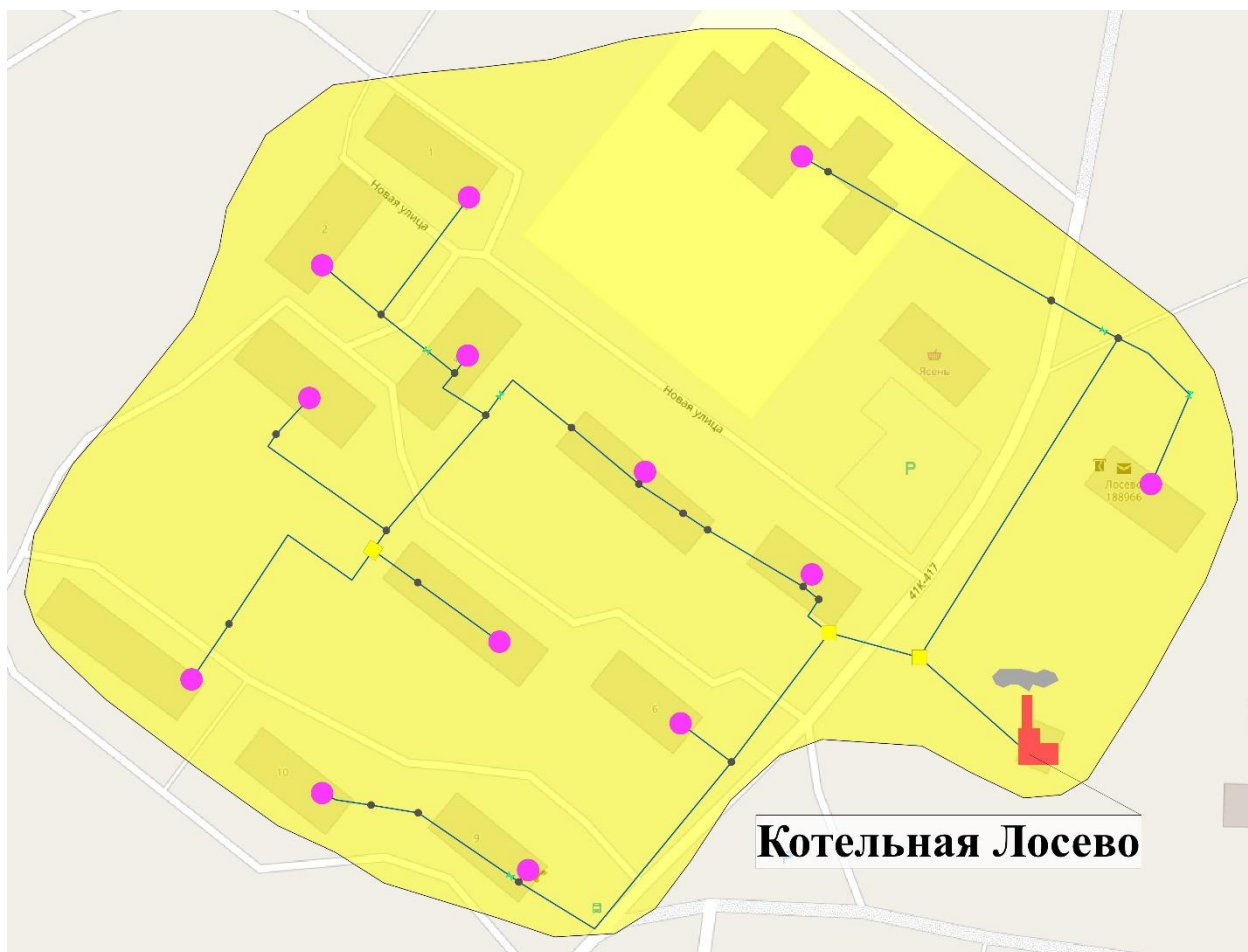 1
Новая улица
2
Ясень
Новая улица
Р
Лосево
188966
41К-417
6
10
9
Котельная Лосево